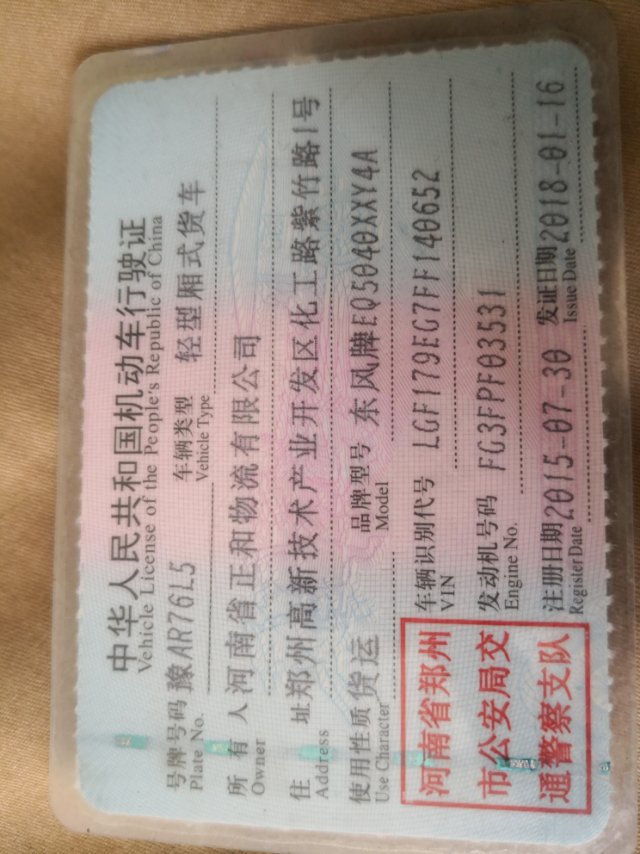 中华人民共和国机动车行驶证
Vehicle License of the People's Republic of China
号牌号码 豫AR76L5 车辆类型 轻型厢式货车
Plate No. Vehicle Type
所有人 河南省正和物流有限公司
Owner
住址 郑州高新技术产业开发区化工路紫竹路1号
Address
使用性质 货运 品牌型号 东风牌EQ5040XXY4A
Use Character Model
河南省郑州市公安局交通警察支队
车辆识别代号 LGF179EG7FF140652
VIN
发动机号码 FG3FPF03531
Engine No.
注册日期 2015-07-30 发证日期 2018-01-16
Register Date Issue Date